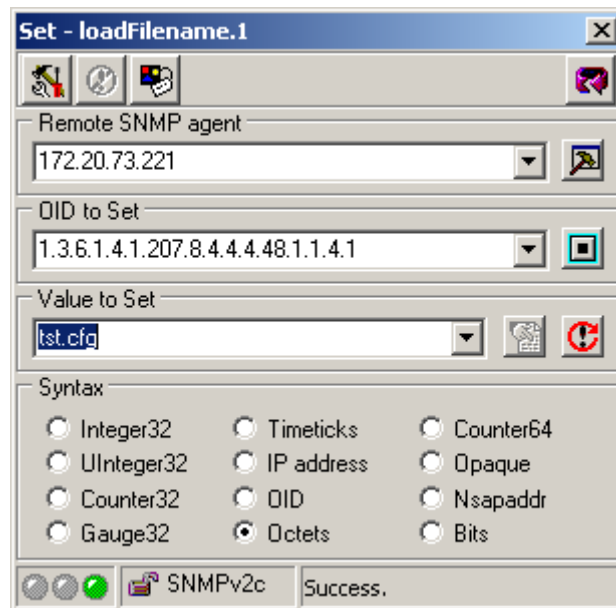 Set - loadFilename.1
Remote SNMP agent
172.20.73.221
OID to Set
1.3.6.1.4.1.207.8.4.4.4.48.1.1.4.1
Value to Set
tst.cfg
Syntax
Integer32 Timeticks Counter64
UInteger32 IP address Opaque
Counter32 OID Nsapaddr
Gauge32 Octets Bits
SNMPv2c Success.